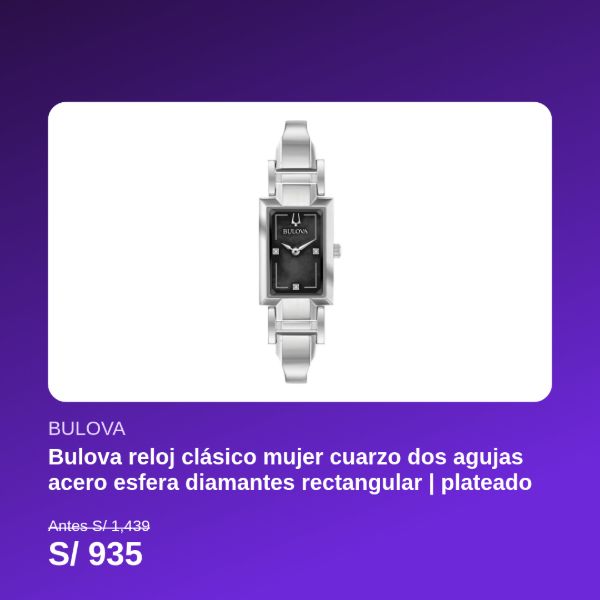 BULOVA
BULOVA
Bulova reloj clásico mujer cuarzo dos agujas
acero esfera diamantes rectangular | plateado
Antes S/ 1,439
S/ 935